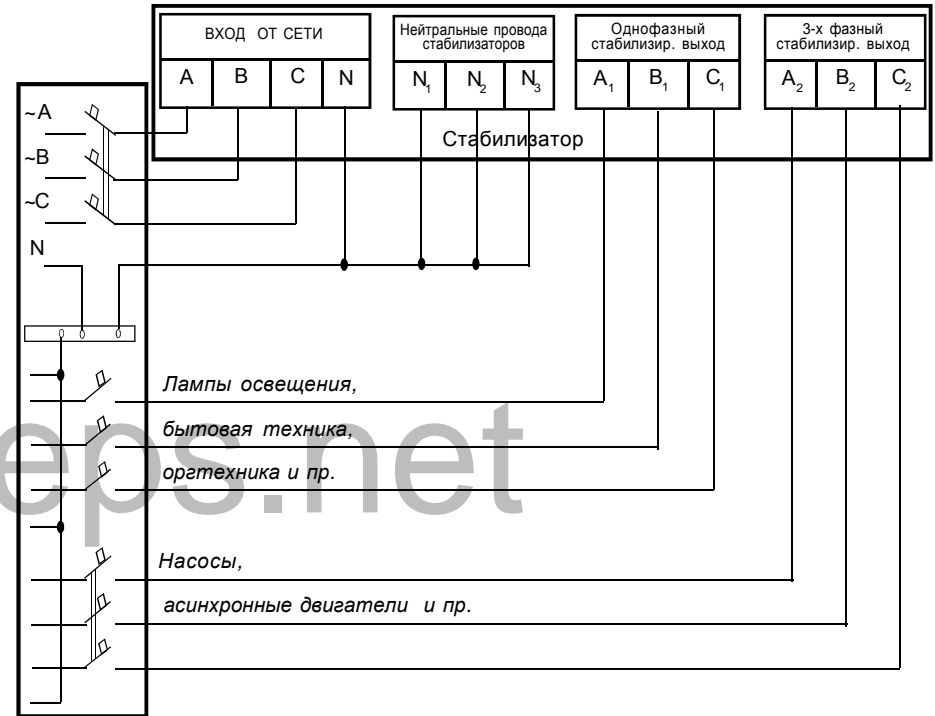 ВХОД ОТ СЕТИ
Нейтральные провода
стабилизаторов
Однофазный
стабилизир. выход
3-х фазный
стабилизир. выход
A B C N
N1 N2 N3
A1 B1 C1
A2 B2 C2
Стабилизатор
~A
~B
~C
N
Лампы освещения,
бытовая техника,
оргтехника и пр.
eps.net
Насосы,
асинхронные двигатели и пр.